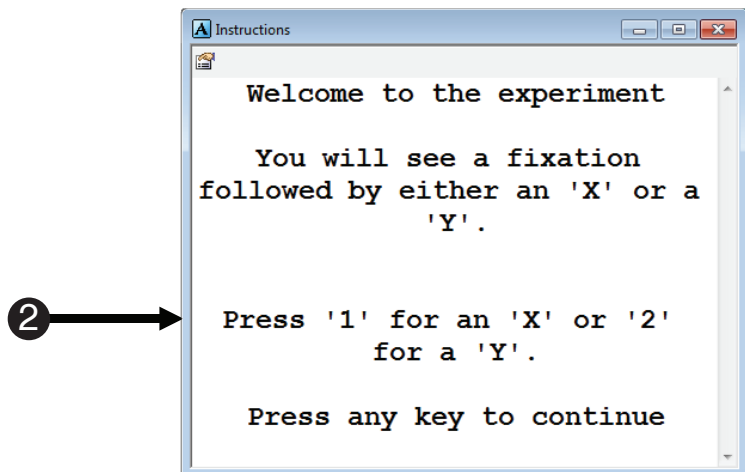 A Instructions
Welcome to the experiment
You will see a fixation
followed by either an 'X' or a
'Y'.
2
Press '1' for an 'X' or '2'
for a 'Y'.
Press any key to continue